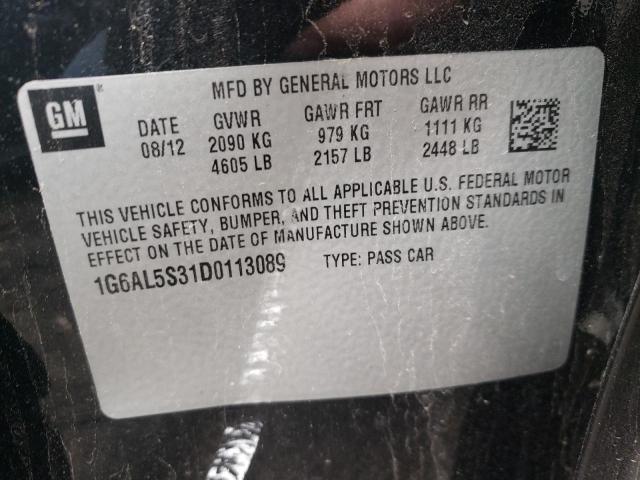 GM
MFD BY GENERAL MOTORS LLC
DATE GVWR GAWR FRT GAWR RR
08/12 2090 KG 979 KG 1111 KG
4605 LB 2157 LB 2448 LB
THIS VEHICLE CONFORMS TO ALL APPLICABLE U.S. FEDERAL MOTOR
VEHICLE SAFETY, BUMPER, AND THEFT PREVENTION STANDARDS IN
EFFECT ON THE DATE OF MANUFACTURE SHOWN ABOVE.
1G6AL5S31D0113089 TYPE: PASS CAR